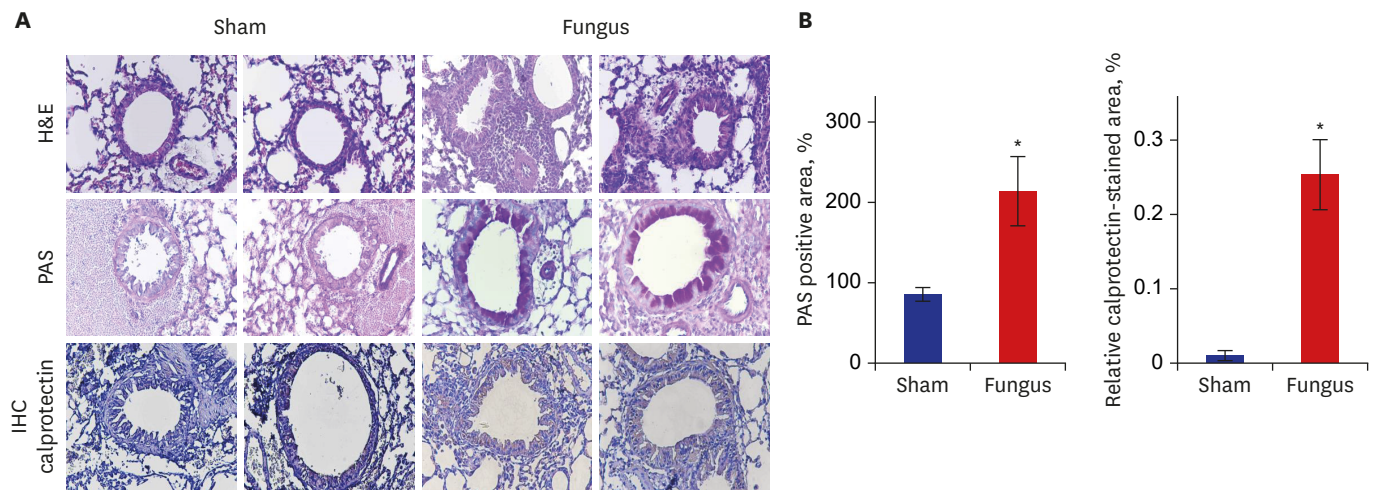 A
Sham
Fungus
H&E
PAS
IHC
calprotectin
B
PAS positive area, %
300
200
100
0
*
Sham
Fungus
Relative calprotectin-stained area, %
0.3
0.2
0.1
0
*
Sham
Fungus